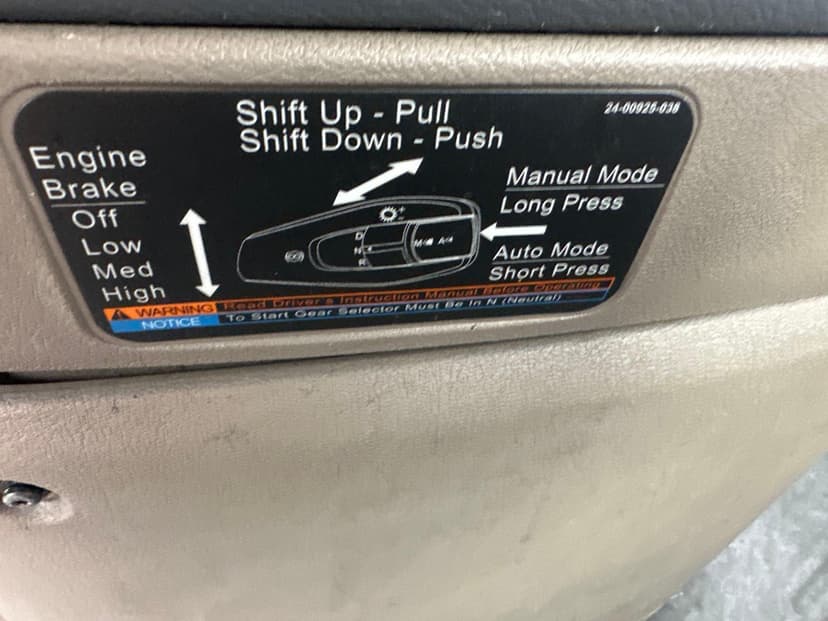 Shift Up - Pull
Shift Down - Push
24-00925-038
Engine
Brake
Off
Low
Med
High
Manual Mode
Long Press
Auto Mode
Short Press
D
N
R
WARNING Read Driver's Instruction Manual Before Operating
NOTICE To Start Gear Selector Must Be In N (Neutral)